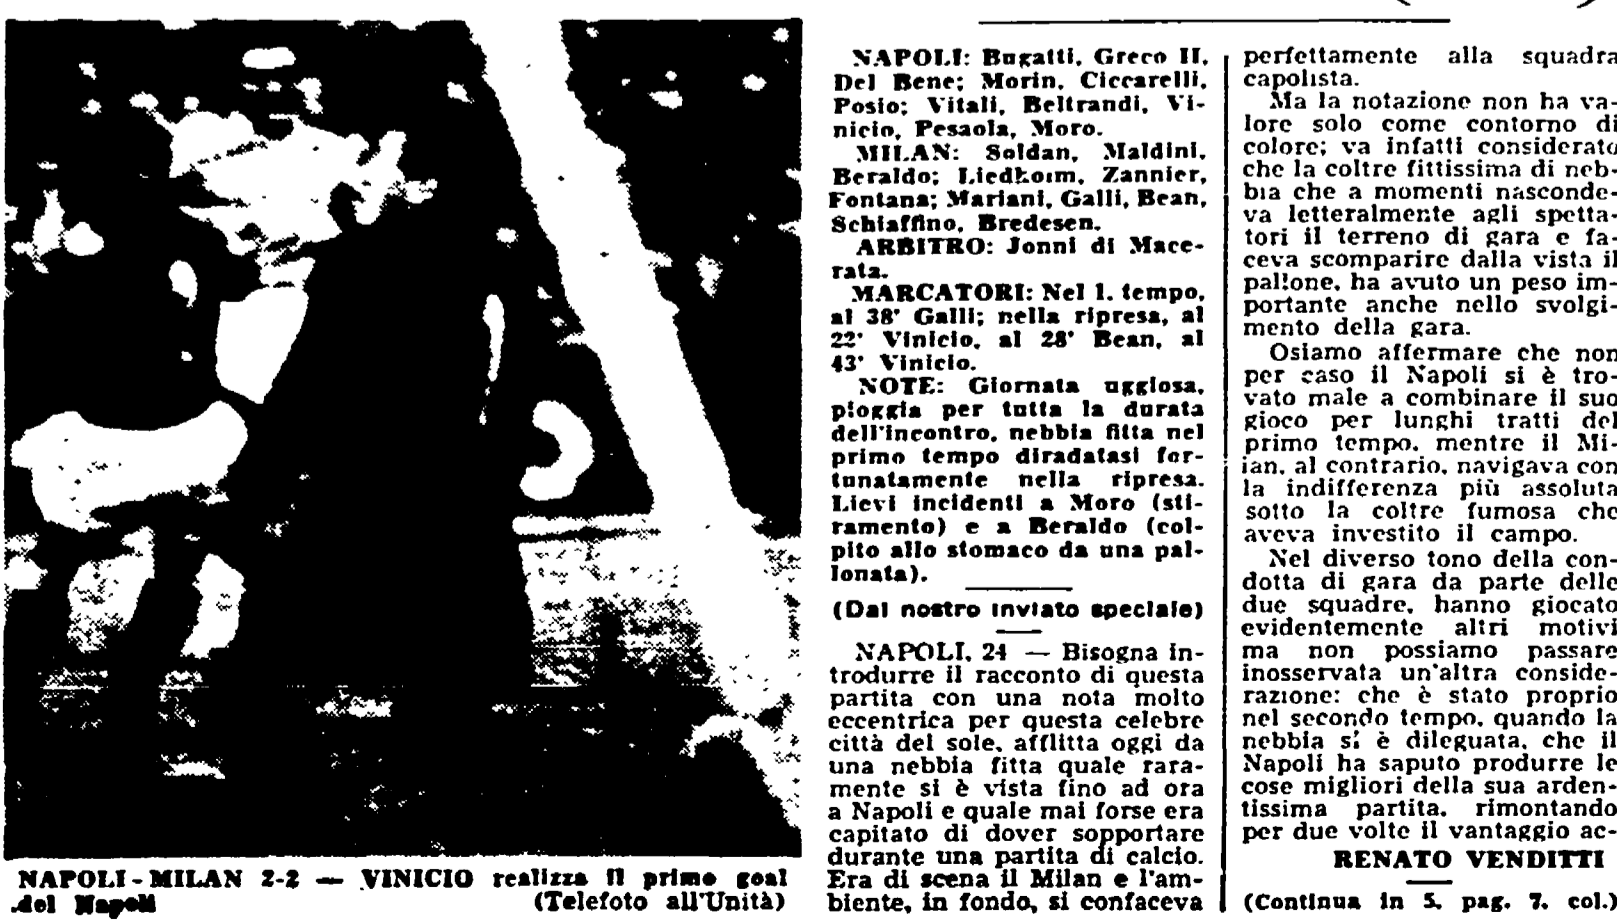 NAPOLI-MILAN 2-2 — VINICIO realizza il primo goal
del Napoli (Telefoto all'Unità)
NAPOLI: Bugatti, Greco II,
Del Bene; Morin, Ciccarelli,
Posio; Vitali, Beltrandi, Vi-
nicio, Pesaola, Moro.
MILAN: Soldan, Maldini,
Beraldo; Liedhoim, Zannier,
Fontana; Mariani, Galli, Bean,
Schiaffino, Bredesen.
ARBITRO: Jonni di Mace-
rata.
MARCATORI: Nel 1. tempo,
al 38' Galli; nella ripresa, al
22' Vinicio, al 28' Bean, al
43' Vinicio.
NOTE: Giornata uggiosa,
pioggia per tutta la durata
dell'incontro, nebbia fitta nel
primo tempo diradatasi for-
tunatamente nella ripresa.
Lievi incidenti a Moro (sti-
ramento) e a Beraldo (col-
pito allo stomaco da una pal-
lonata).
(Dal nostro inviato speciale)
NAPOLI, 24 — Bisogna in-
trodurre il racconto di questa
partita con una nota molto
eccentrica per questa celebre
città del sole, afflitta oggi da
una nebbia fitta quale rara-
mente si è vista fino ad ora
a Napoli e quale mai forse era
capitato di dover sopportare
durante una partita di calcio.
Era di scena il Milan e l'am-
biente, in fondo, si confaceva
perfettamente alla squadra
capolista.
Ma la notazione non ha va-
lore solo come contorno di
colore; va infatti considerato
che la coltre fittissima di neb-
bia che a momenti nasconde-
va letteralmente agli spetta-
tori il terreno di gara e fa-
ceva scomparire dalla vista il
pallone, ha avuto un peso im-
portante anche nello svolgi-
mento della gara.
Osiamo affermare che non
per caso il Napoli si è tro-
vato male a combinare il suo
gioco per lunghi tratti del
primo tempo, mentre il Mi-
lan, al contrario, navigava con
la indifferenza più assoluta
sotto la coltre fumosa che
aveva investito il campo.
Nel diverso tono della con-
dotta di gara da parte delle
due squadre, hanno giocato
evidentemente altri motivi
ma non possiamo passare
inosservata un'altra conside-
razione: che è stato proprio
nel secondo tempo, quando la
nebbia si è dileguata, che il
Napoli ha saputo produrre le
cose migliori della sua arden-
tissima partita, rimontando
per due volte il vantaggio ac-
RENATO VENDITTI
(Continua in 5. pag. 7. col.)